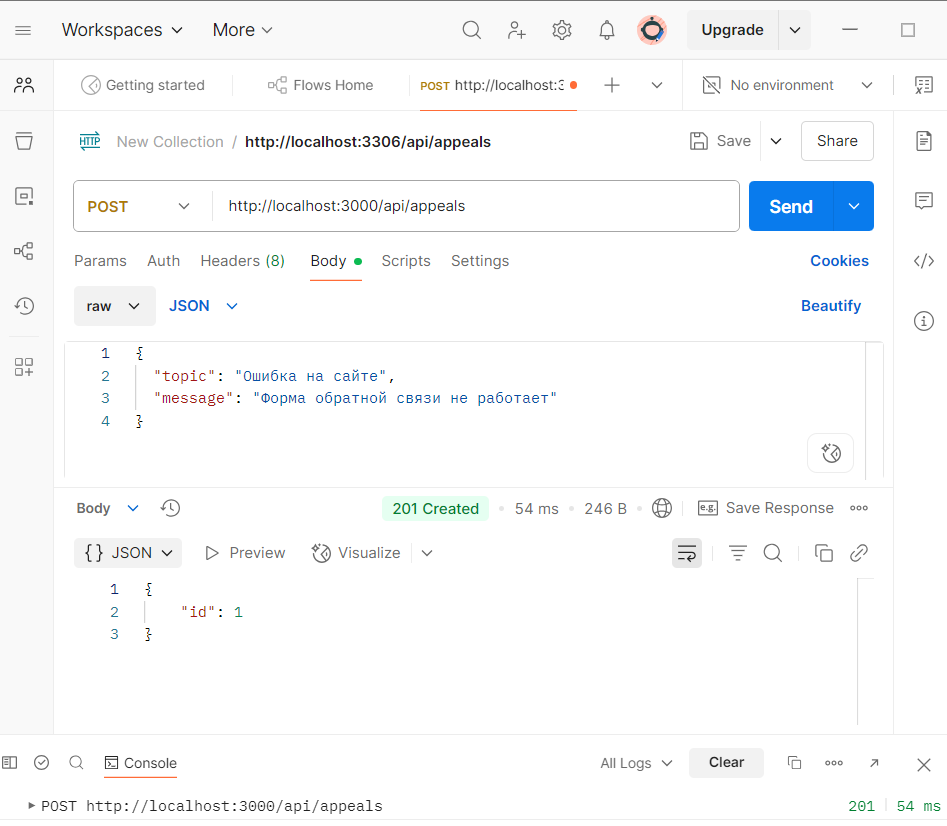 Workspaces More Upgrade
Getting started Flows Home POST http://localhost:3 No environment
HTTP New Collection / http://localhost:3306/api/appeals Save Share
POST http://localhost:3000/api/appeals Send
Params Auth Headers (8) Body Scripts Settings Cookies
raw JSON Beautify
1 {
2 "topic": "Ошибка на сайте",
3 "message": "Форма обратной связи не работает"
4 }
Body 201 Created 54 ms 246 B e.g. Save Response
{} JSON Preview Visualize
1 {
2 "id": 1
3 }
Console All Logs Clear
POST http://localhost:3000/api/appeals 201 54 ms